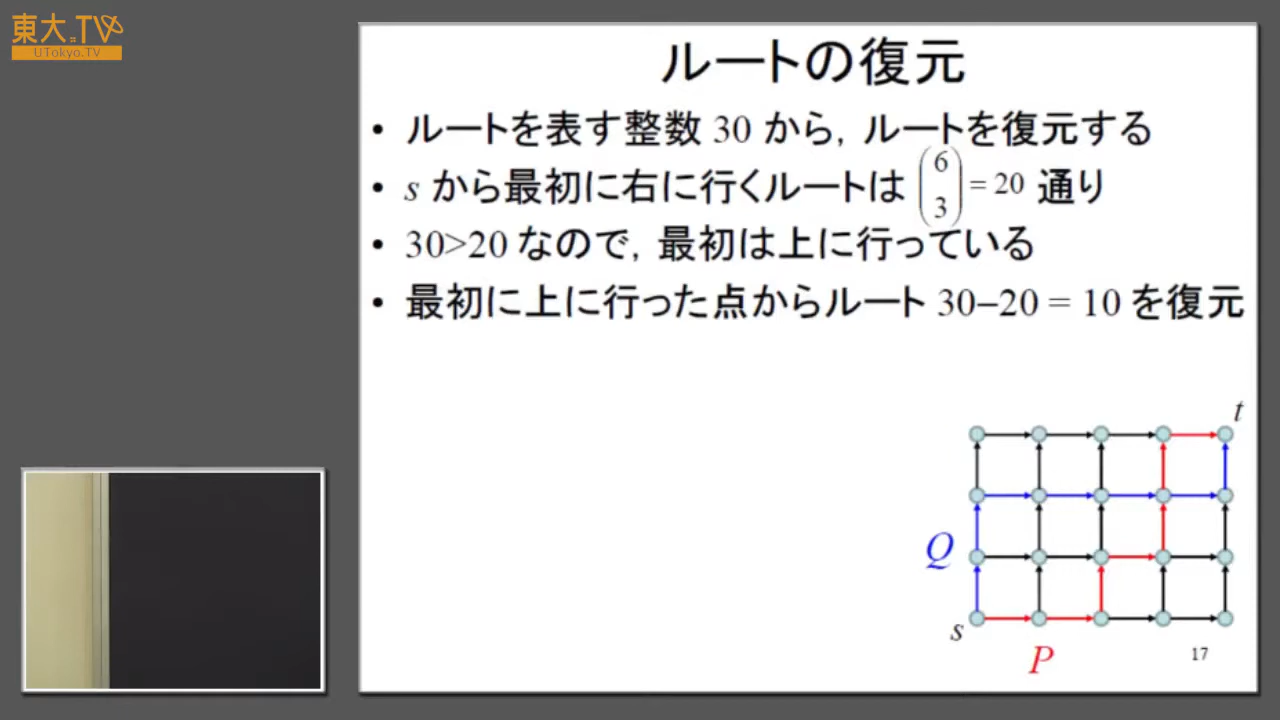 東大.TV
UTokyo.TV
ルートの復元
• ルートを表す整数 30 から，ルートを復元する
• s から最初に右に行くルートは (6 3) = 20 通り
• 30>20 なので，最初は上に行っている
• 最初に上に行った点からルート 30–20 = 10 を復元
t
Q
s
P
17